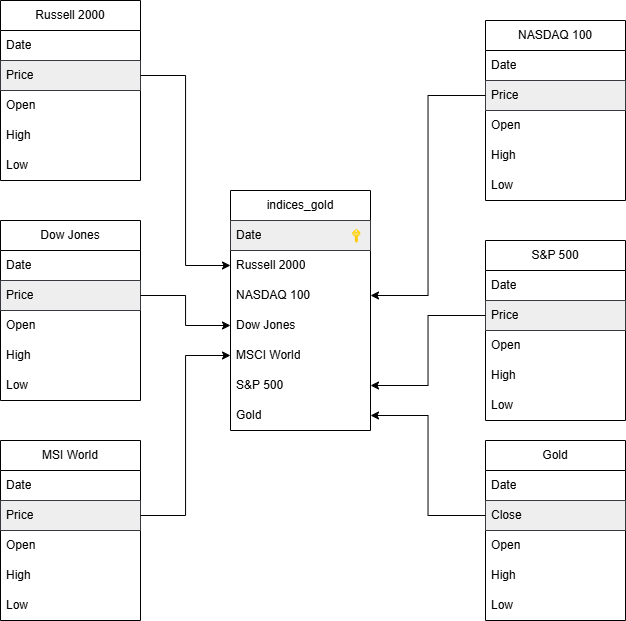 Russell 2000
Date
Price
Open
High
Low
Dow Jones
Date
Price
Open
High
Low
MSI World
Date
Price
Open
High
Low
indices_gold
Date
Russell 2000
NASDAQ 100
Dow Jones
MSCI World
S&P 500
Gold
NASDAQ 100
Date
Price
Open
High
Low
S&P 500
Date
Price
Open
High
Low
Gold
Date
Close
Open
High
Low